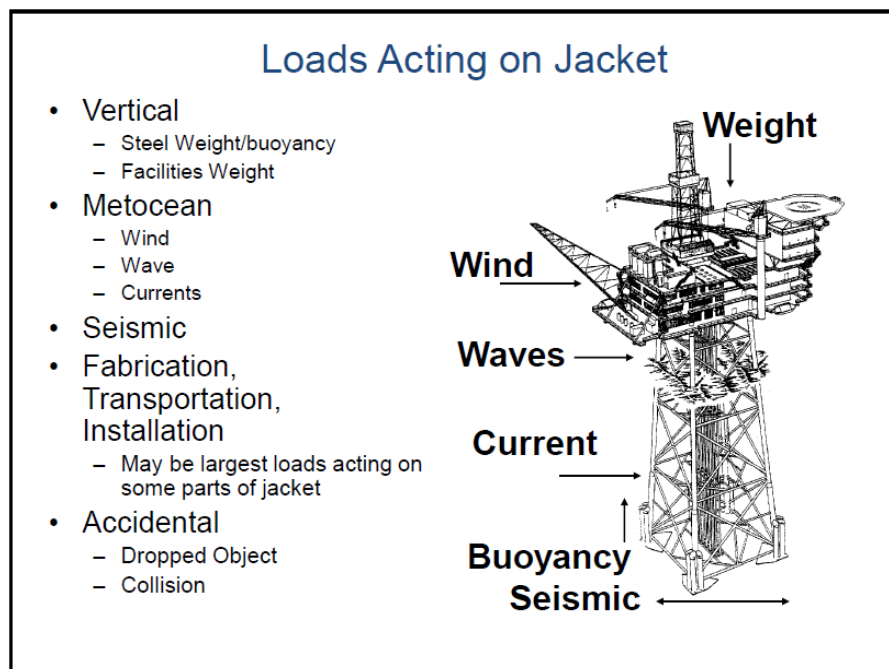 Loads Acting on Jacket
• Vertical
– Steel Weight/buoyancy
– Facilities Weight
• Metocean
– Wind
– Wave
– Currents
• Seismic
• Fabrication,
Transportation,
Installation
– May be largest loads acting on
some parts of jacket
• Accidental
– Dropped Object
– Collision
Weight
Wind
Waves
Current
Buoyancy
Seismic